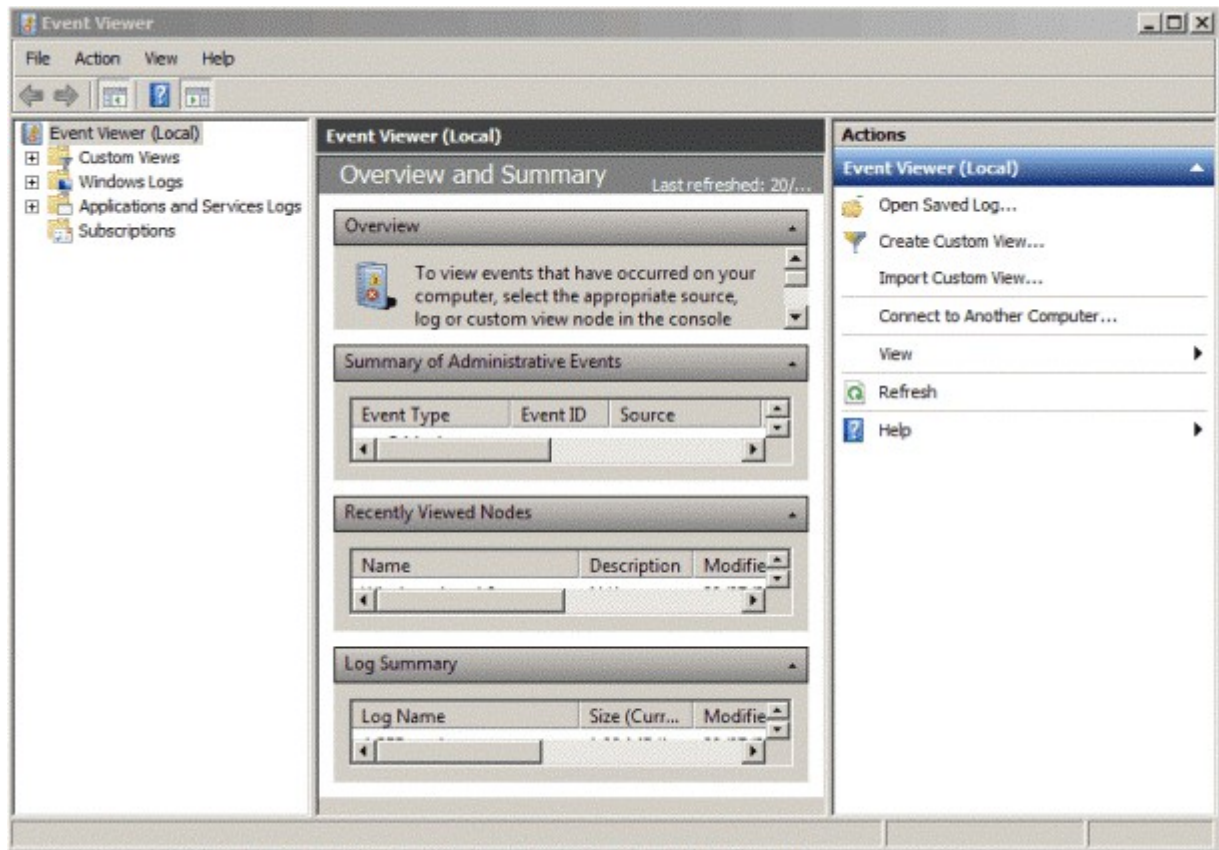 Event Viewer
File Action View Help
Event Viewer (Local)
Custom Views
Windows Logs
Applications and Services Logs
Subscriptions
Event Viewer (Local)
Overview and Summary Last refreshed: 20/...
Overview
To view events that have occurred on your
computer, select the appropriate source,
log or custom view node in the console
Summary of Administrative Events
Event Type Event ID Source
Recently Viewed Nodes
Name Description Modifie
Log Summary
Log Name Size (Curr... Modifie
Actions
Event Viewer (Local)
Open Saved Log...
Create Custom View...
Import Custom View...
Connect to Another Computer...
View
Refresh
Help